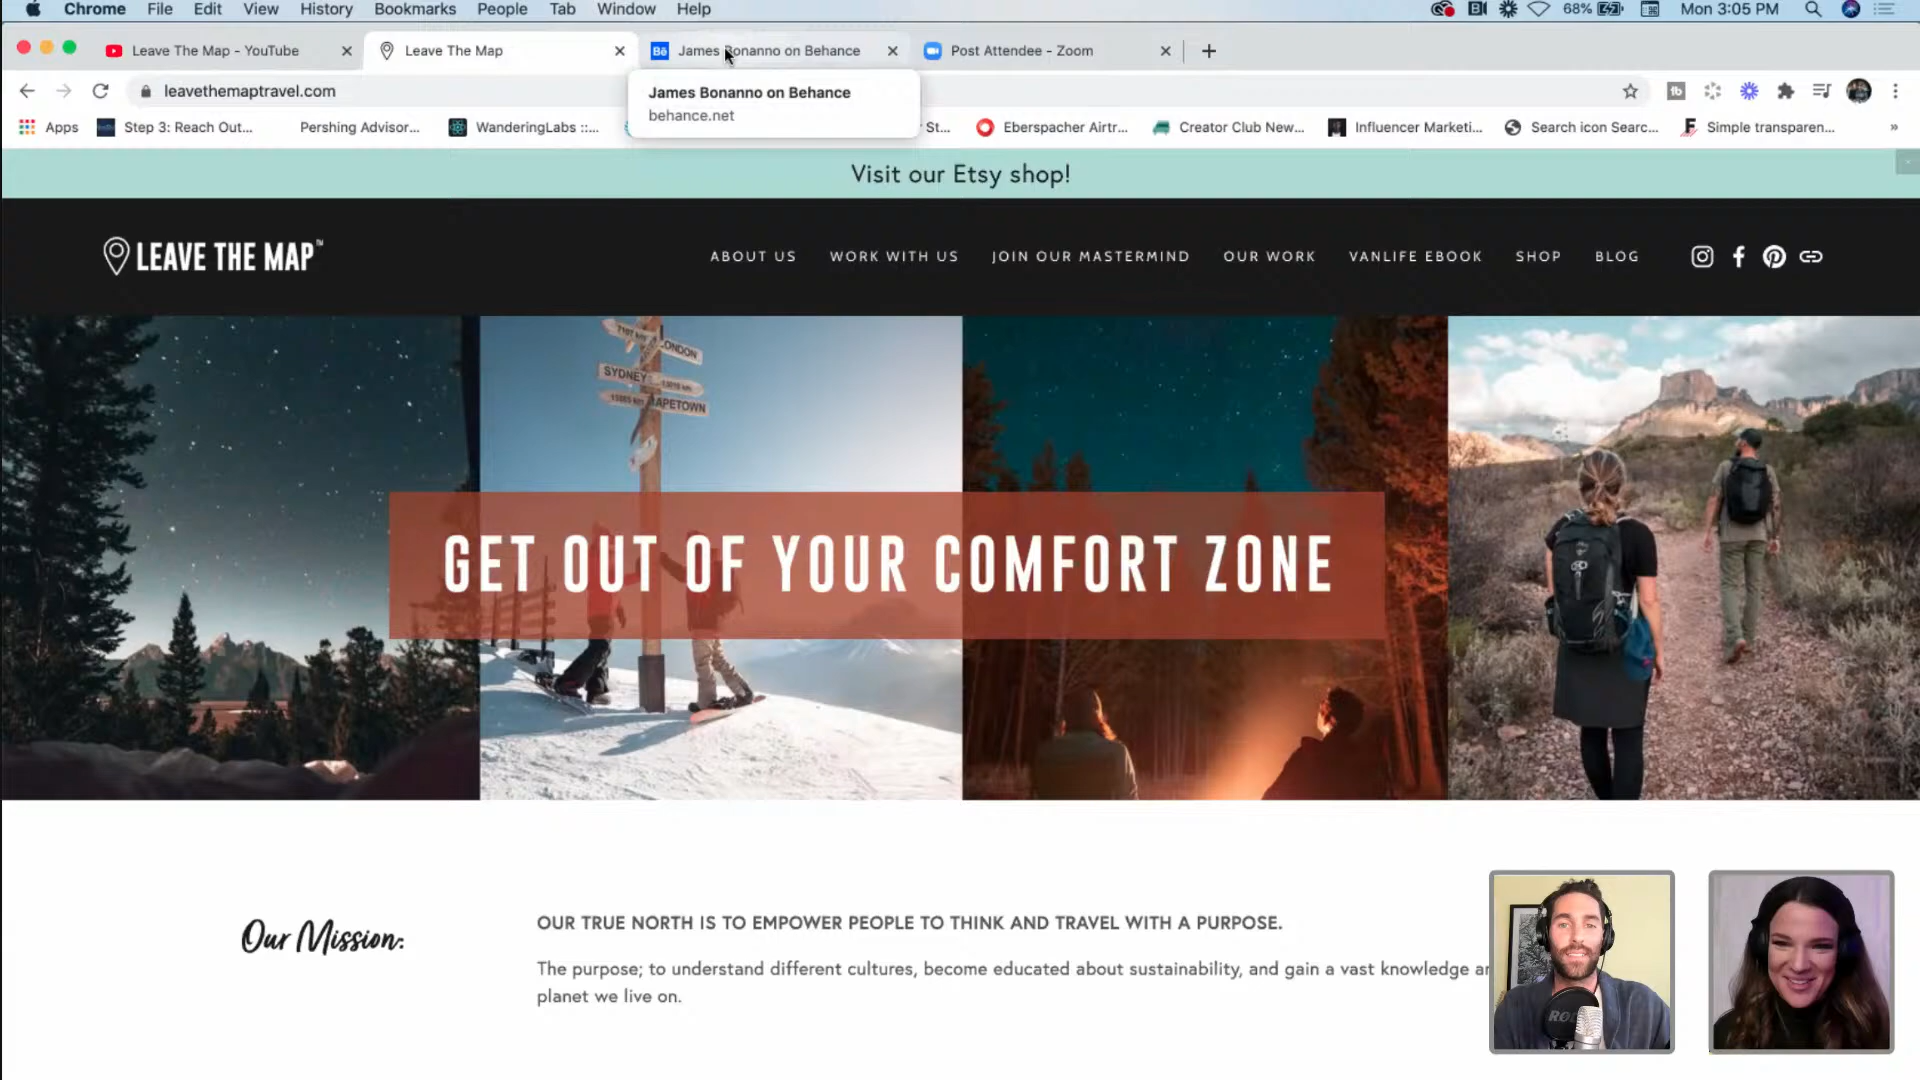 Chrome File Edit View History Bookmarks People Tab Window Help 68% Mon 3:05 PM
Leave The Map - YouTube Leave The Map James Bonanno on Behance Post Attendee - Zoom
leavethemaptravel.com
James Bonanno on Behance
behance.net
Apps Step 3: Reach Out... Pershing Advisor... WanderingLabs ::... St... Eberspacher Airtr... Creator Club New... Influencer Marketi... Search icon Searc... Simple transparen... »
Visit our Etsy shop!
LEAVE THE MAP™
ABOUT US WORK WITH US JOIN OUR MASTERMIND OUR WORK VANLIFE EBOOK SHOP BLOG
LONDON
SYDNEY
GET OUT OF YOUR COMFORT ZONE
Our Mission:
OUR TRUE NORTH IS TO EMPOWER PEOPLE TO THINK AND TRAVEL WITH A PURPOSE.
The purpose; to understand different cultures, become educated about sustainability, and gain a vast knowledge
planet we live on.